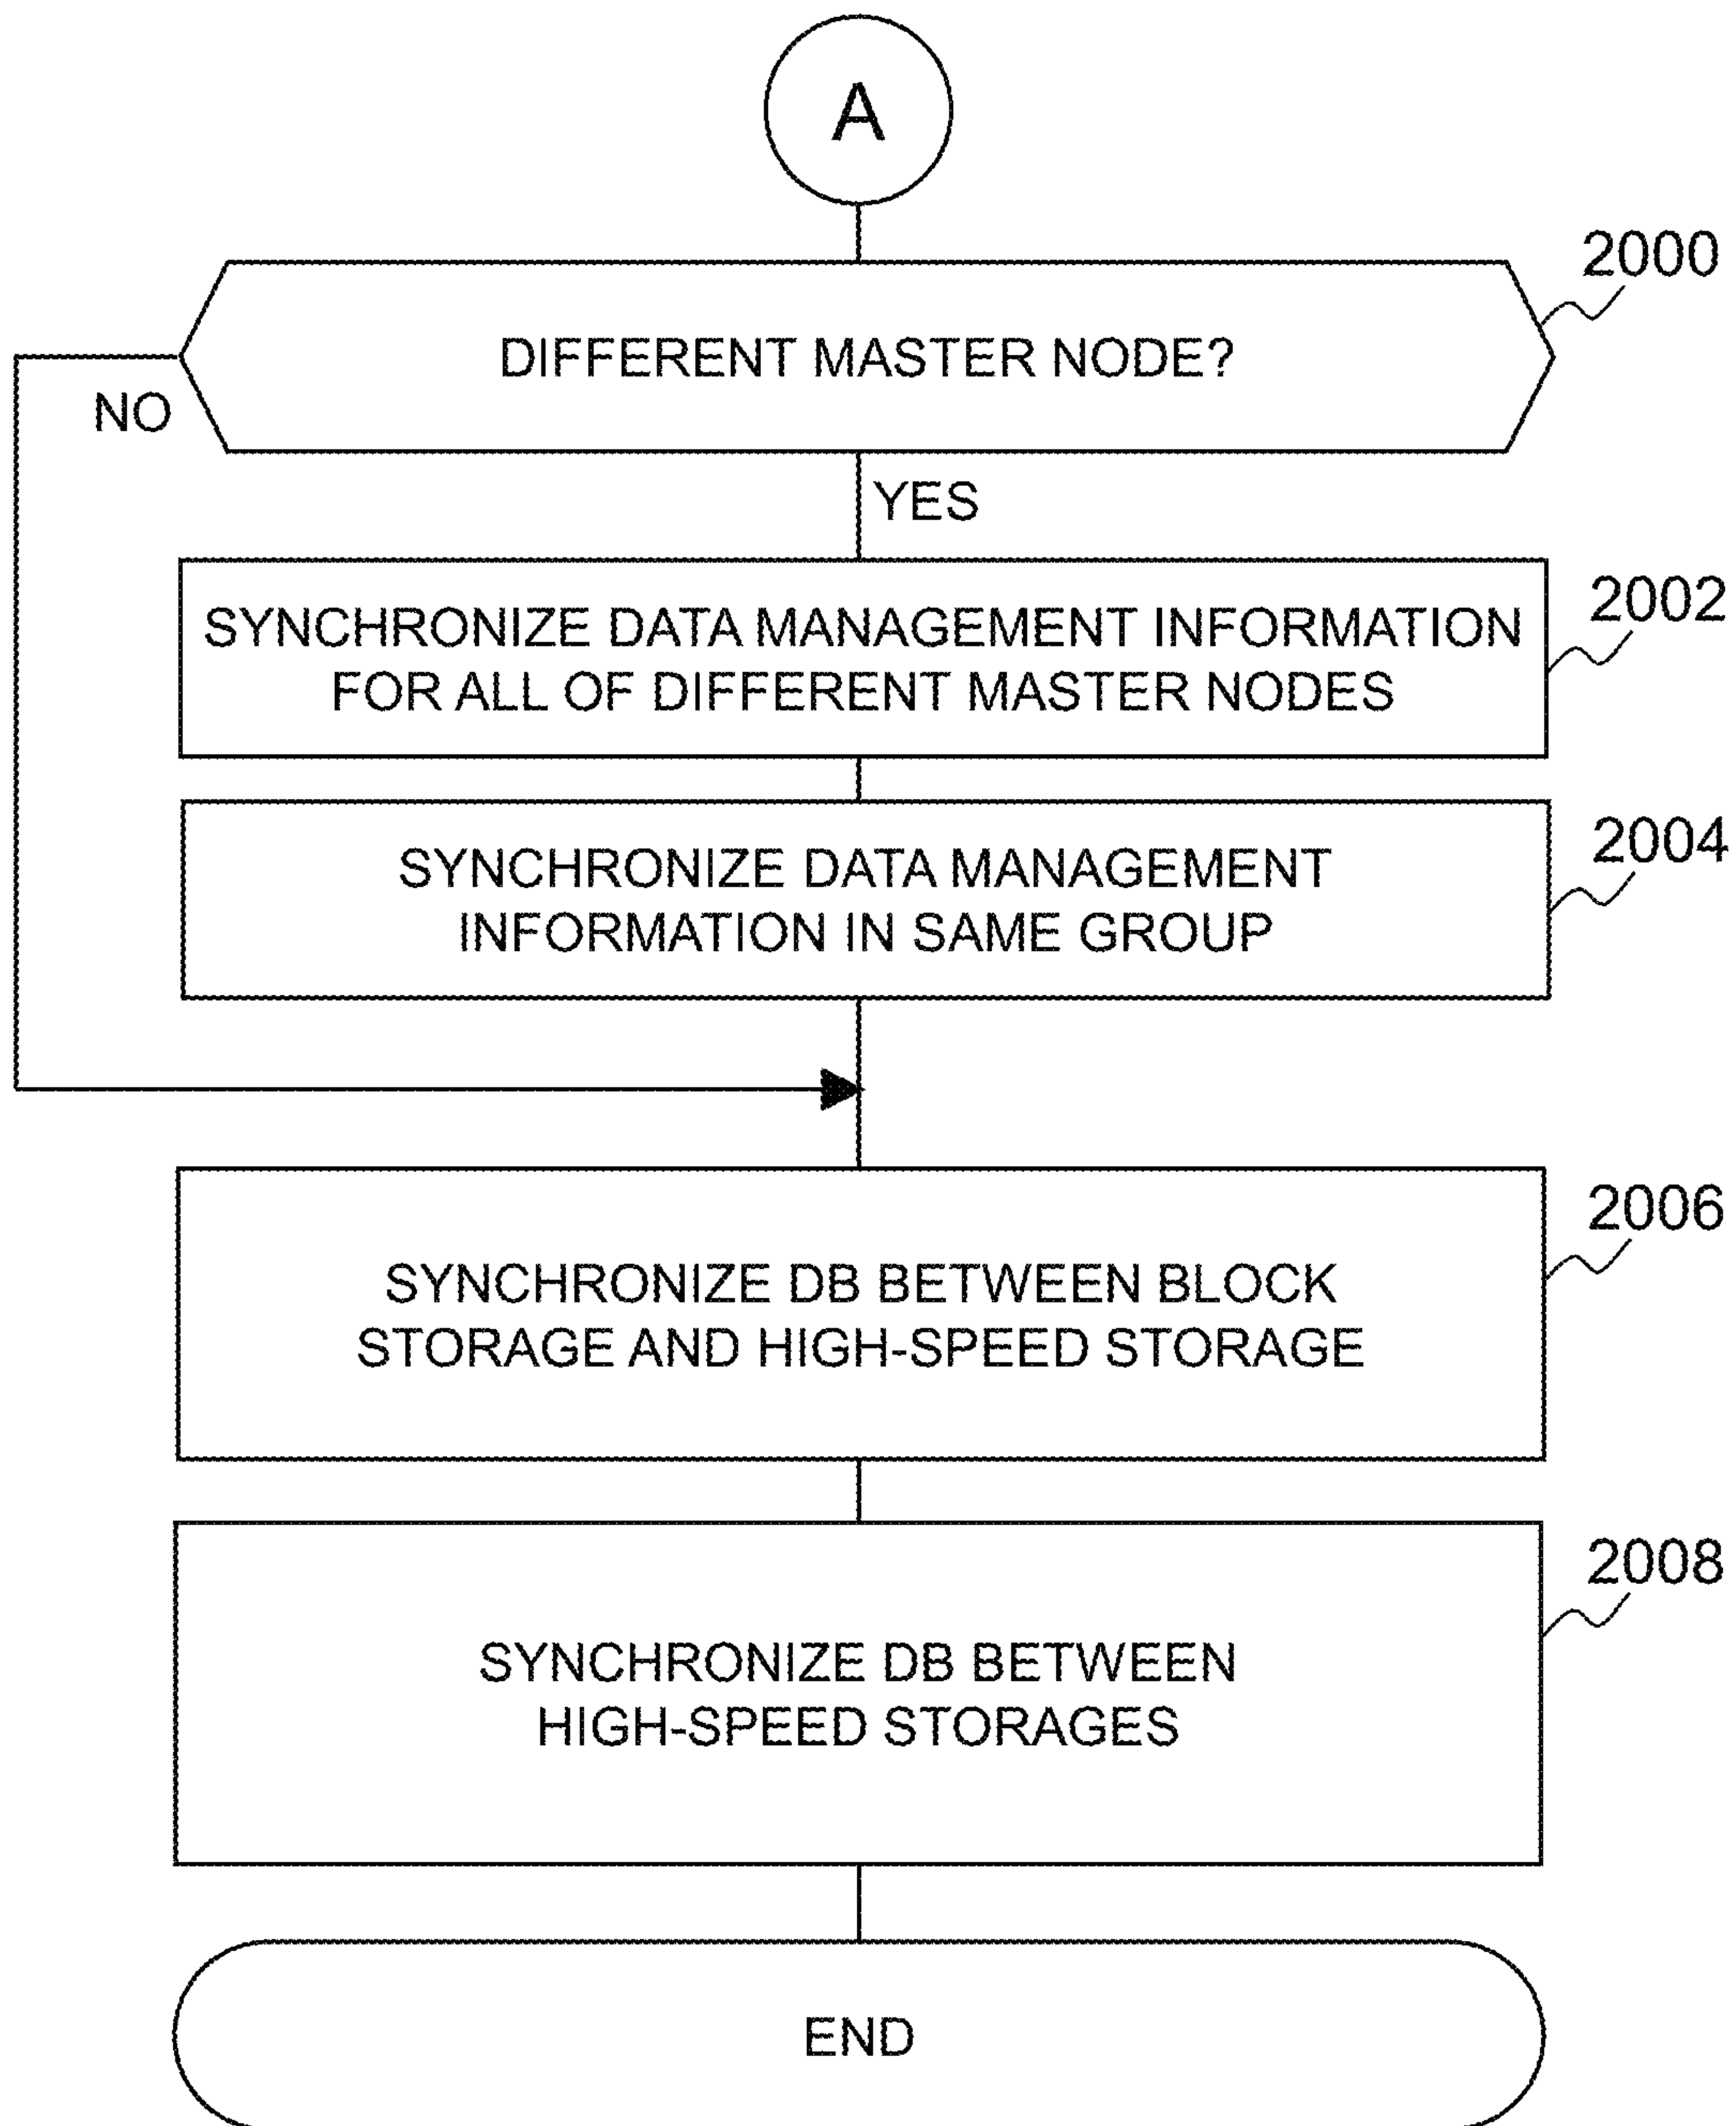 A
2000
DIFFERENT MASTER NODE?
NO
YES
2002
SYNCHRONIZE DATA MANAGEMENT INFORMATION
FOR ALL OF DIFFERENT MASTER NODES
2004
SYNCHRONIZE DATA MANAGEMENT
INFORMATION IN SAME GROUP
2006
SYNCHRONIZE DB BETWEEN BLOCK
STORAGE AND HIGH-SPEED STORAGE
2008
SYNCHRONIZE DB BETWEEN
HIGH-SPEED STORAGES
END